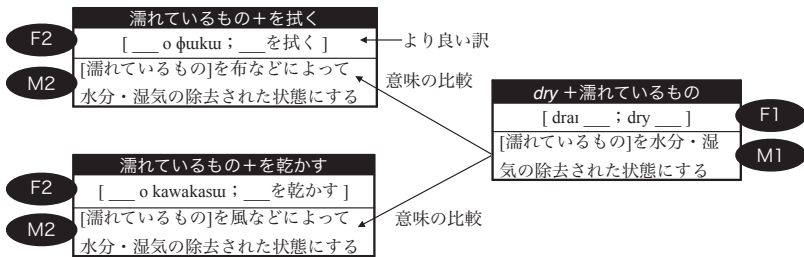 濡れているもの＋を拭く
F2
[ ___ o ɸɯkɯ；___を拭く ]
より良い訳
M2
[濡れているもの]を布などによって
水分・湿気の除去された状態にする
意味の比較
dry＋濡れているもの
[ draɪ ___；dry ___ ]
F1
[濡れているもの]を水分・湿
気の除去された状態にする
M1
濡れているもの＋を乾かす
F2
[ ___ o kawakasɯ；___を乾かす ]
M2
[濡れているもの]を風などによって
水分・湿気の除去された状態にする
意味の比較